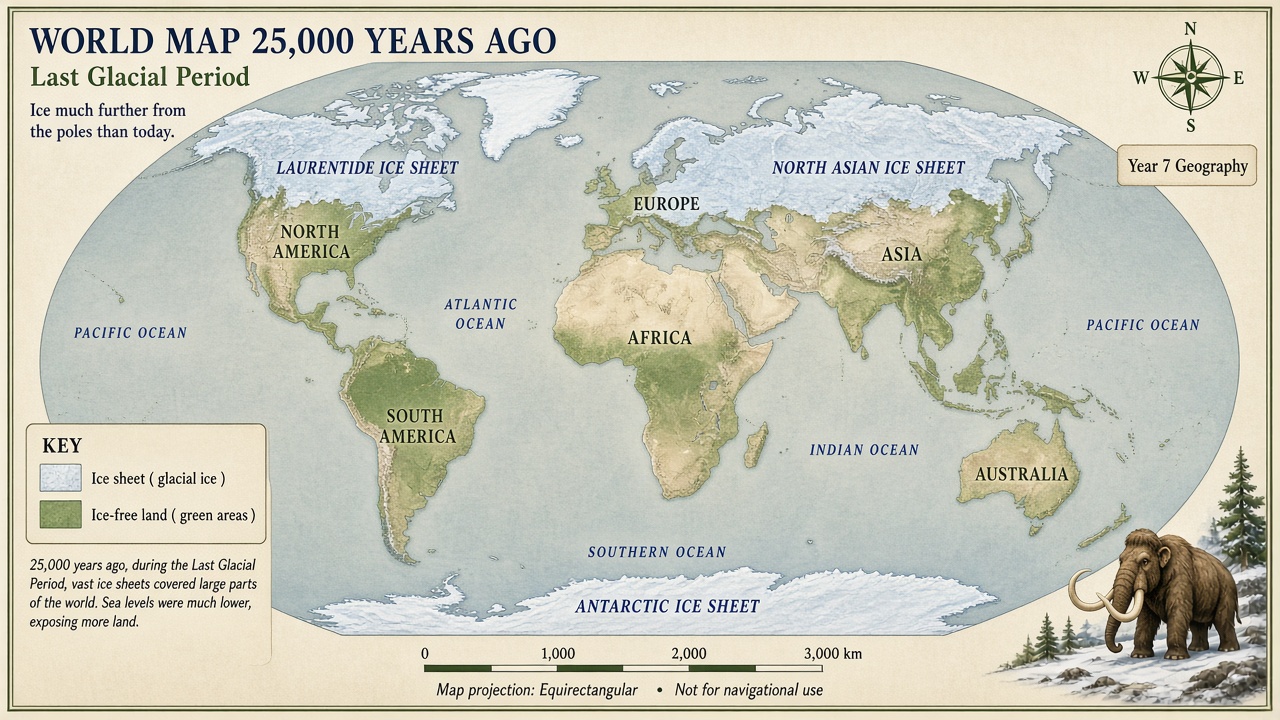 WORLD MAP 25,000 YEARS AGO
Last Glacial Period
Ice much further from
the poles than today.
N
W
E
S
Year 7 Geography
LAURENTIDE ICE SHEET
NORTH ASIAN ICE SHEET
EUROPE
NORTH
AMERICA
ASIA
ATLANTIC
OCEAN
PACIFIC OCEAN
PACIFIC OCEAN
AFRICA
SOUTH
AMERICA
INDIAN OCEAN
AUSTRALIA
SOUTHERN OCEAN
ANTARCTIC ICE SHEET
KEY
Ice sheet ( glacial ice )
Ice-free land ( green areas )
25,000 years ago, during the Last Glacial
Period, vast ice sheets covered large parts
of the world. Sea levels were much lower,
exposing more land.
0 1,000 2,000 3,000 km
Map projection: Equirectangular • Not for navigational use